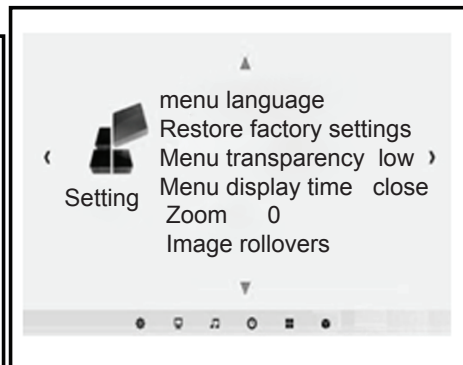 menu language
Restore factory settings
Menu transparency low
Menu display time close
Setting
Zoom 0
Image rollovers